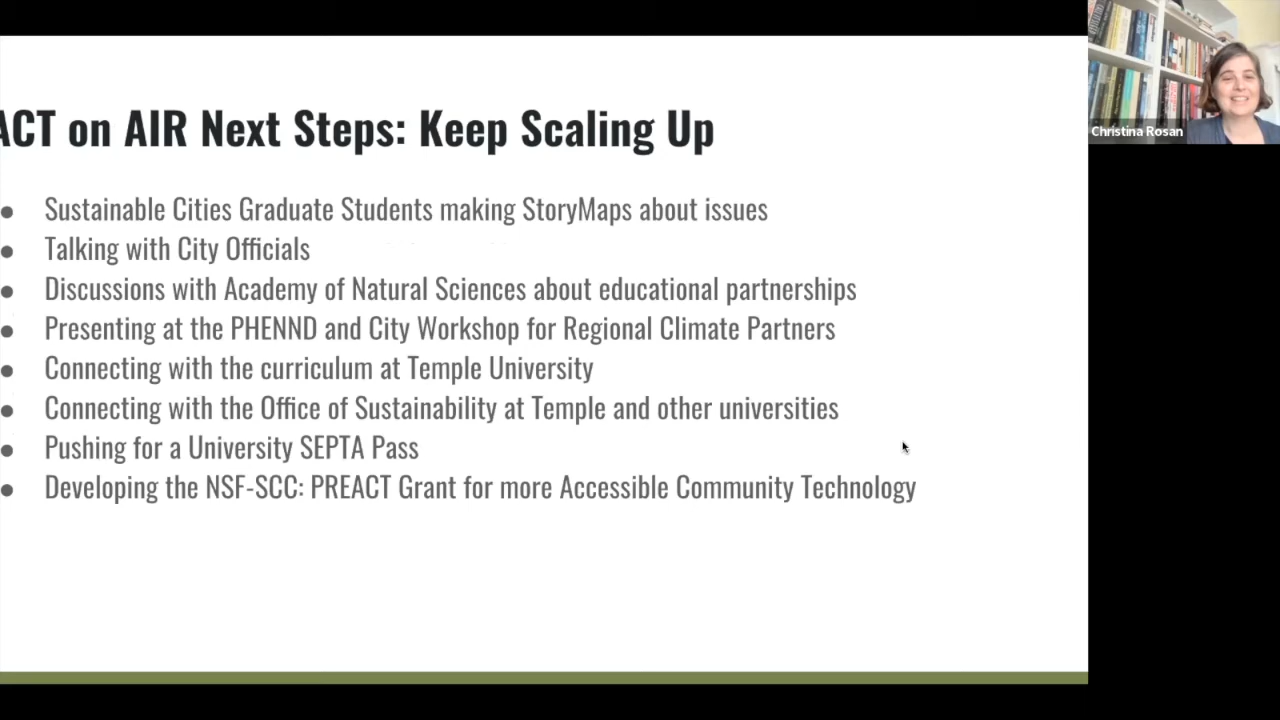 ACT on AIR Next Steps: Keep Scaling Up
Christina Rosan
● Sustainable Cities Graduate Students making StoryMaps about issues
● Talking with City Officials
● Discussions with Academy of Natural Sciences about educational partnerships
● Presenting at the PHENND and City Workshop for Regional Climate Partners
● Connecting with the curriculum at Temple University
● Connecting with the Office of Sustainability at Temple and other universities
● Pushing for a University SEPTA Pass
● Developing the NSF-SCC: PREACT Grant for more Accessible Community Technology